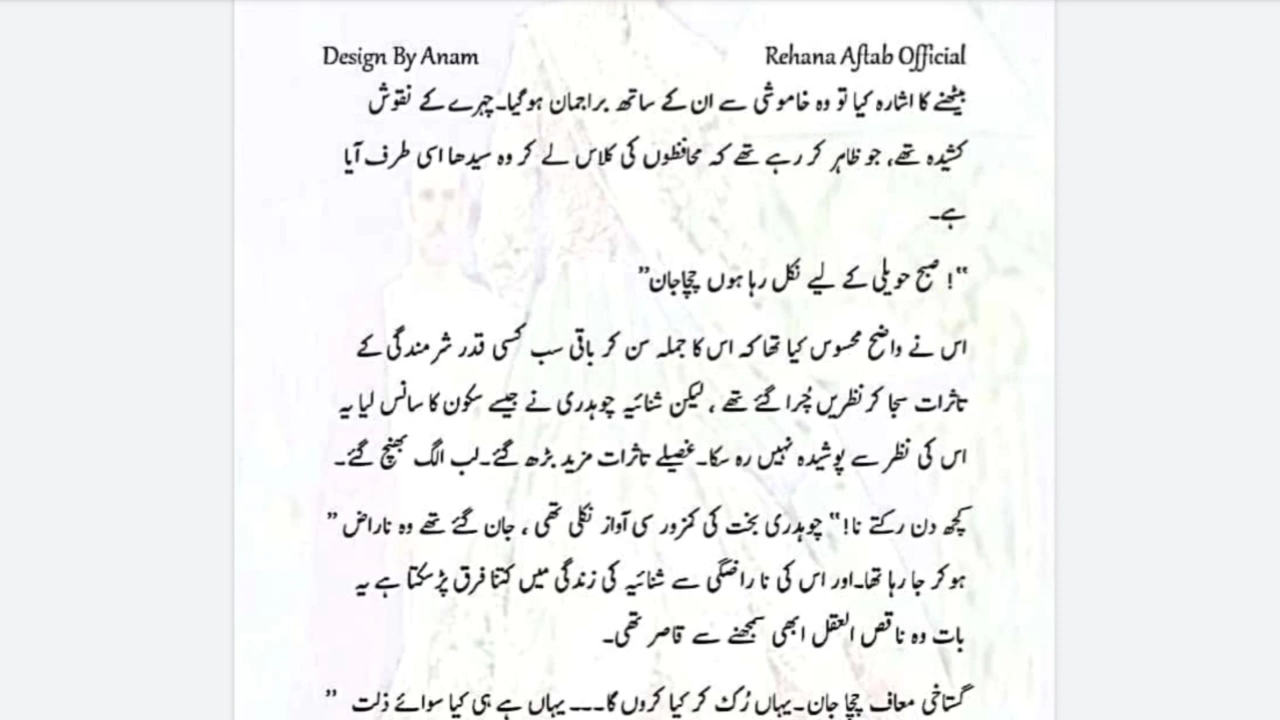 Design By Anam
Rehana Aftab Official
بیٹھنے کا اشارہ کیا تو وہ خاموشی سے ان کے ساتھ براجمان ہوگیا۔چہرے کے نقوش
کشیدہ تھے، جو ظاہر کر رہے تھے کہ محافظوں کی کلاس لے کر وہ سیدھا اسی طرف آیا
ہے۔
"! صبح حویلی کے لیے نکل رہا ہوں چچاجان"
اس نے واضح محسوس کیا تھا کہ اس کا جملہ سن کر باقی سب کسی قدر شرمندگی کے
تاثرات سجا کر نظریں چُرا گئے تھے، لیکن شنائیہ چوہدری نے جیسے سکون کا سانس لیا یہ
اس کی نظر سے پوشیدہ نہیں رہ سکا۔غصیلے تاثرات مزید بڑھ گئے۔لب الگ بھنچ گئے۔
کچھ دن رکتے نا!" چوہدری بخت کی کمزور سی آواز نکلی تھی، جان گئے تھے وہ ناراض "
ہو کر جا رہا تھا۔اور اس کی ناراضگی سے شنائیہ کی زندگی میں کتنا فرق پڑسکتا ہے یہ
بات وہ ناقص العقل ابھی سمجھنے سے قاصر تھی۔
گستاخی معاف چچا جان۔یہاں رُک کر کیا کروں گا۔۔۔ یہاں ہے ہی کیا سوائے ذلت "